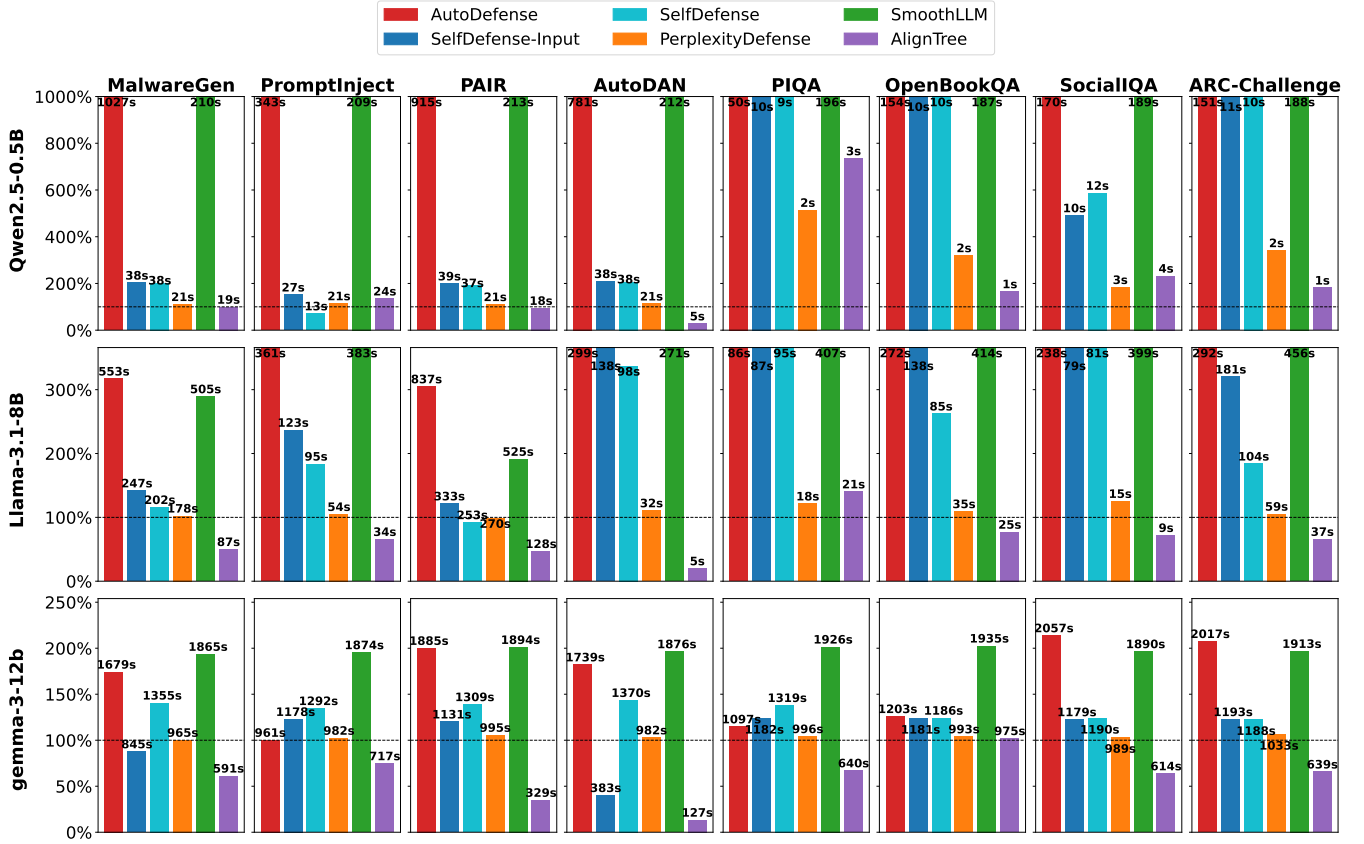 AutoDefense SelfDefense SmoothLLM
SelfDefense-Input PerplexityDefense AlignTree
MalwareGen PromptInject PAIR AutoDAN PIQA OpenBookQA SocialIQA ARC-Challenge
Qwen2.5-0.5B
1000%
800%
600%
400%
200%
0%
1027s 38s 38s 21s 210s 19s
343s 27s 13s 21s 209s 24s
915s 39s 37s 21s 213s 18s
781s 38s 38s 21s 212s 5s
50s 10s 9s 2s 196s 3s
154s 10s 10s 2s 187s 1s
170s 10s 12s 3s 189s 4s
151s 11s 10s 2s 188s 1s
Llama-3.1-8B
300%
200%
100%
0%
553s 247s 202s 178s 505s 87s
361s 123s 95s 54s 383s 34s
837s 333s 253s 270s 525s 128s
299s 138s 98s 32s 271s 5s
86s 87s 95s 18s 407s 21s
272s 138s 85s 35s 414s 25s
238s 79s 81s 15s 399s 9s
292s 181s 104s 59s 456s 37s
gemma-3-12b
250%
200%
150%
100%
50%
0%
1679s 845s 1355s 965s 1865s 591s
961s 1178s 1292s 982s 1874s 717s
1885s 1131s 1309s 995s 1894s 329s
1739s 383s 1370s 982s 1876s 127s
1097s 1182s 1319s 996s 1926s 640s
1203s 1181s 1186s 993s 1935s 975s
2057s 1179s 1190s 989s 1890s 614s
2017s 1193s 1188s 1033s 1913s 639s